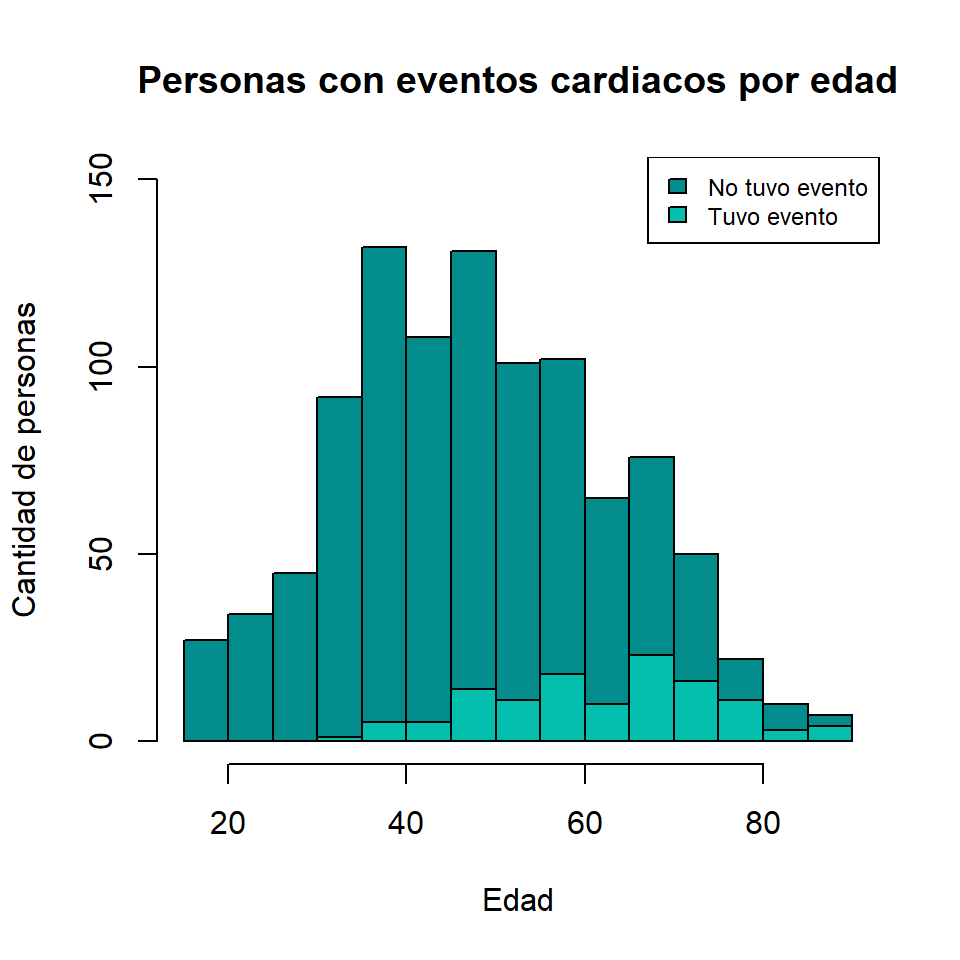 Personas con eventos cardiacos por edad
No tuvo evento
Tuvo evento
Cantidad de personas
150
100
50
0
20 40 60 80
Edad